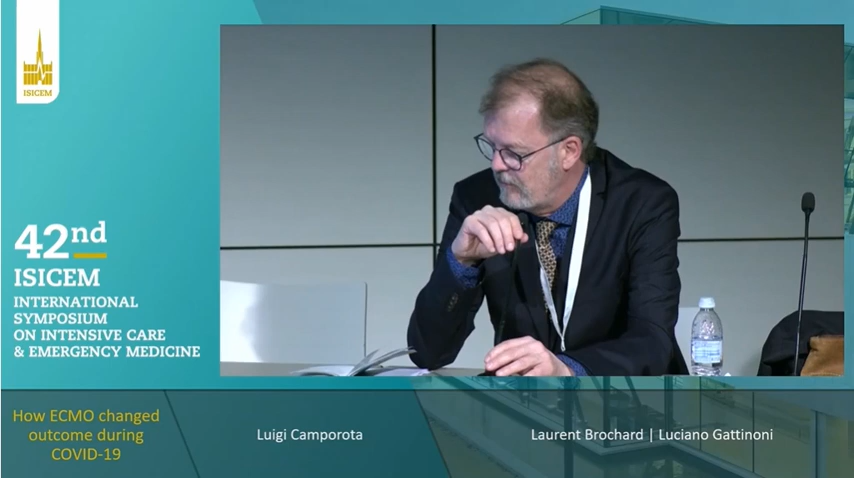 ISICEM
42nd
ISICEM
INTERNATIONAL
SYMPOSIUM
ON INTENSIVE CARE
& EMERGENCY MEDICINE
How ECMO changed
outcome during
COVID-19
Luigi Camporota
Laurent Brochard | Luciano Gattinoni